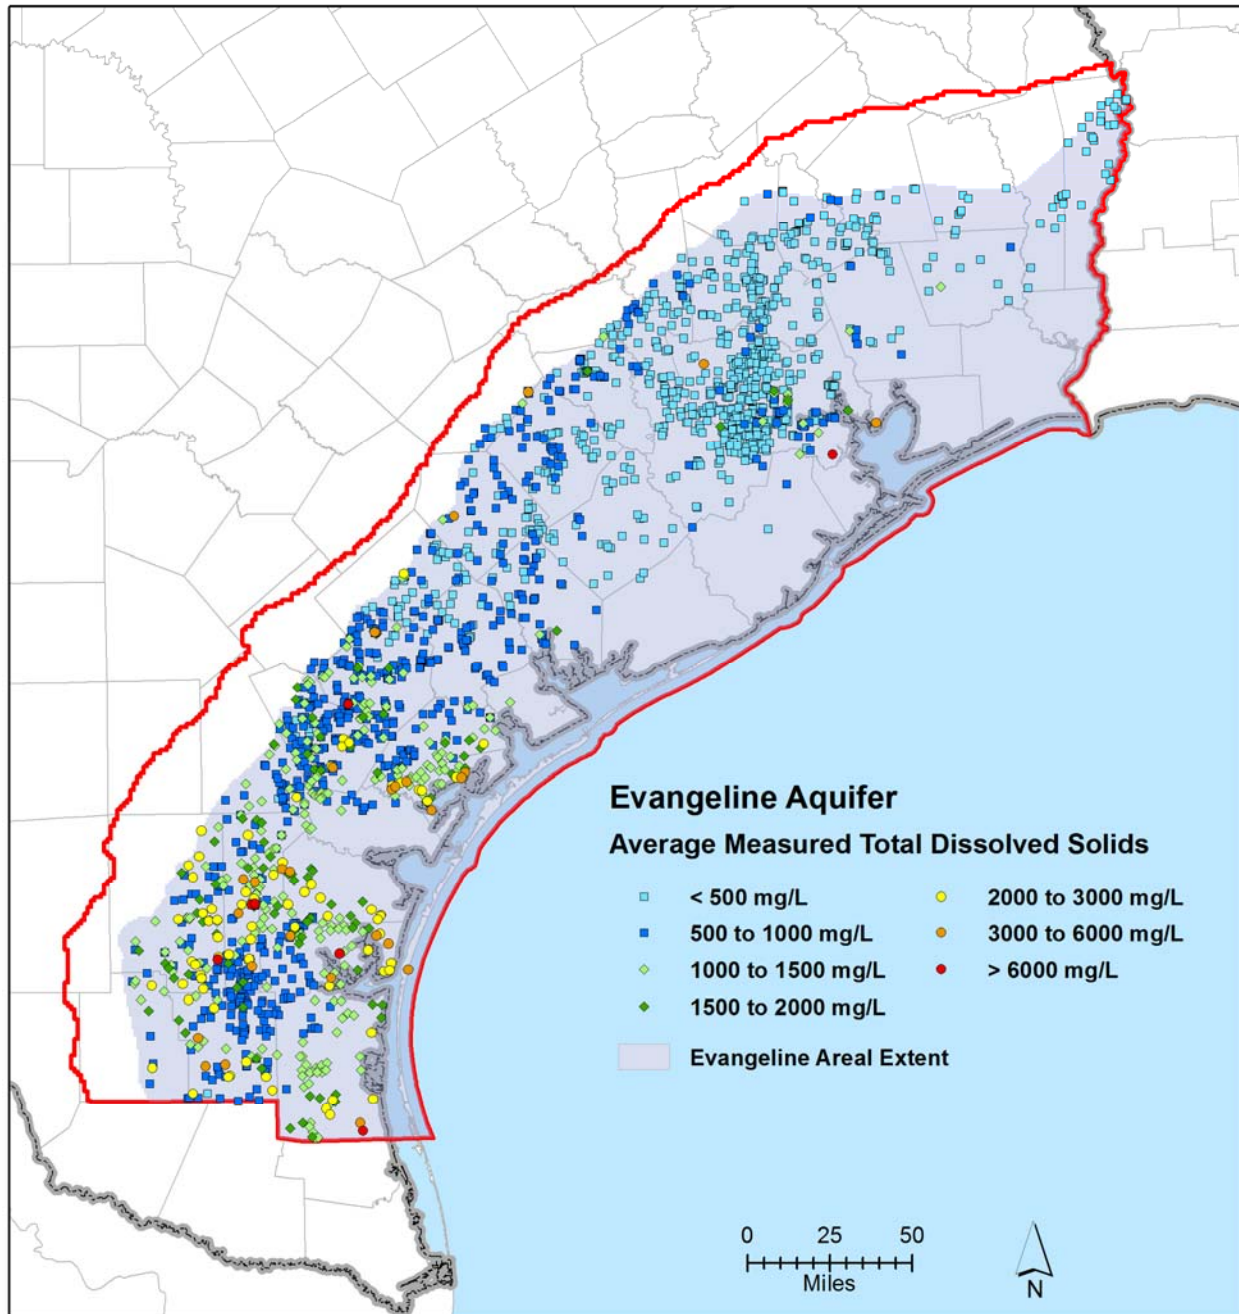 Evangeline Aquifer
Average Measured Total Dissolved Solids
< 500 mg/L
500 to 1000 mg/L
1000 to 1500 mg/L
1500 to 2000 mg/L
2000 to 3000 mg/L
3000 to 6000 mg/L
> 6000 mg/L
Evangeline Areal Extent
0 25 50
Miles
N